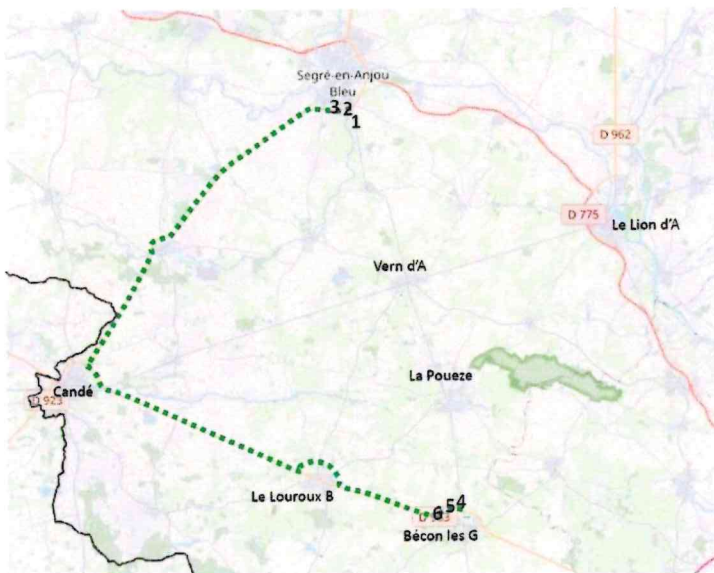 Segré-en-Anjou
Bleu
3 2
1
D 962
D 775
Le Lion d'A
Vern d'A
La Poueze
Candé
D 923
Le Louroux B
6 5 4
Bécon les G